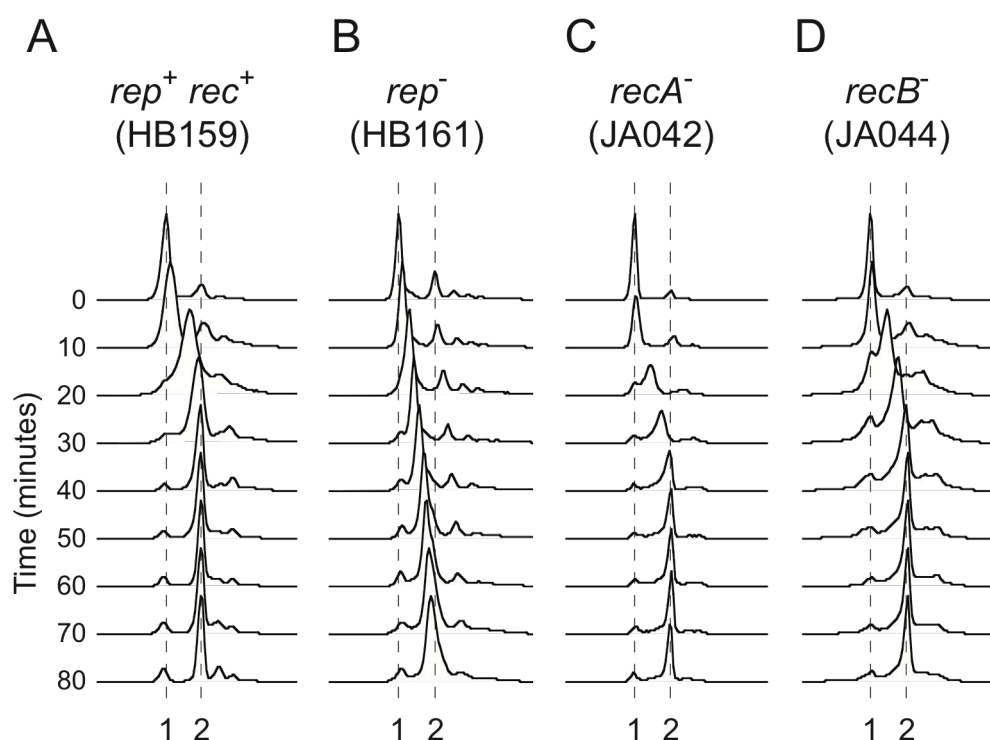 A B C D
rep+ rec+ rep- recA- recB-
(HB159) (HB161) (JA042) (JA044)
Time (minutes)
0
10
20
30
40
50
60
70
80
1 2 1 2 1 2 1 2